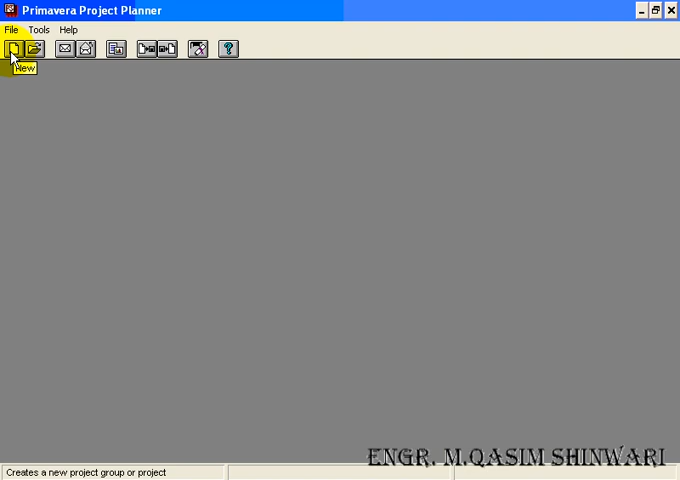 Primavera Project Planner
File Tools Help
New
Creates a new project group or project
ENGR. M.QASIM SHINWARI